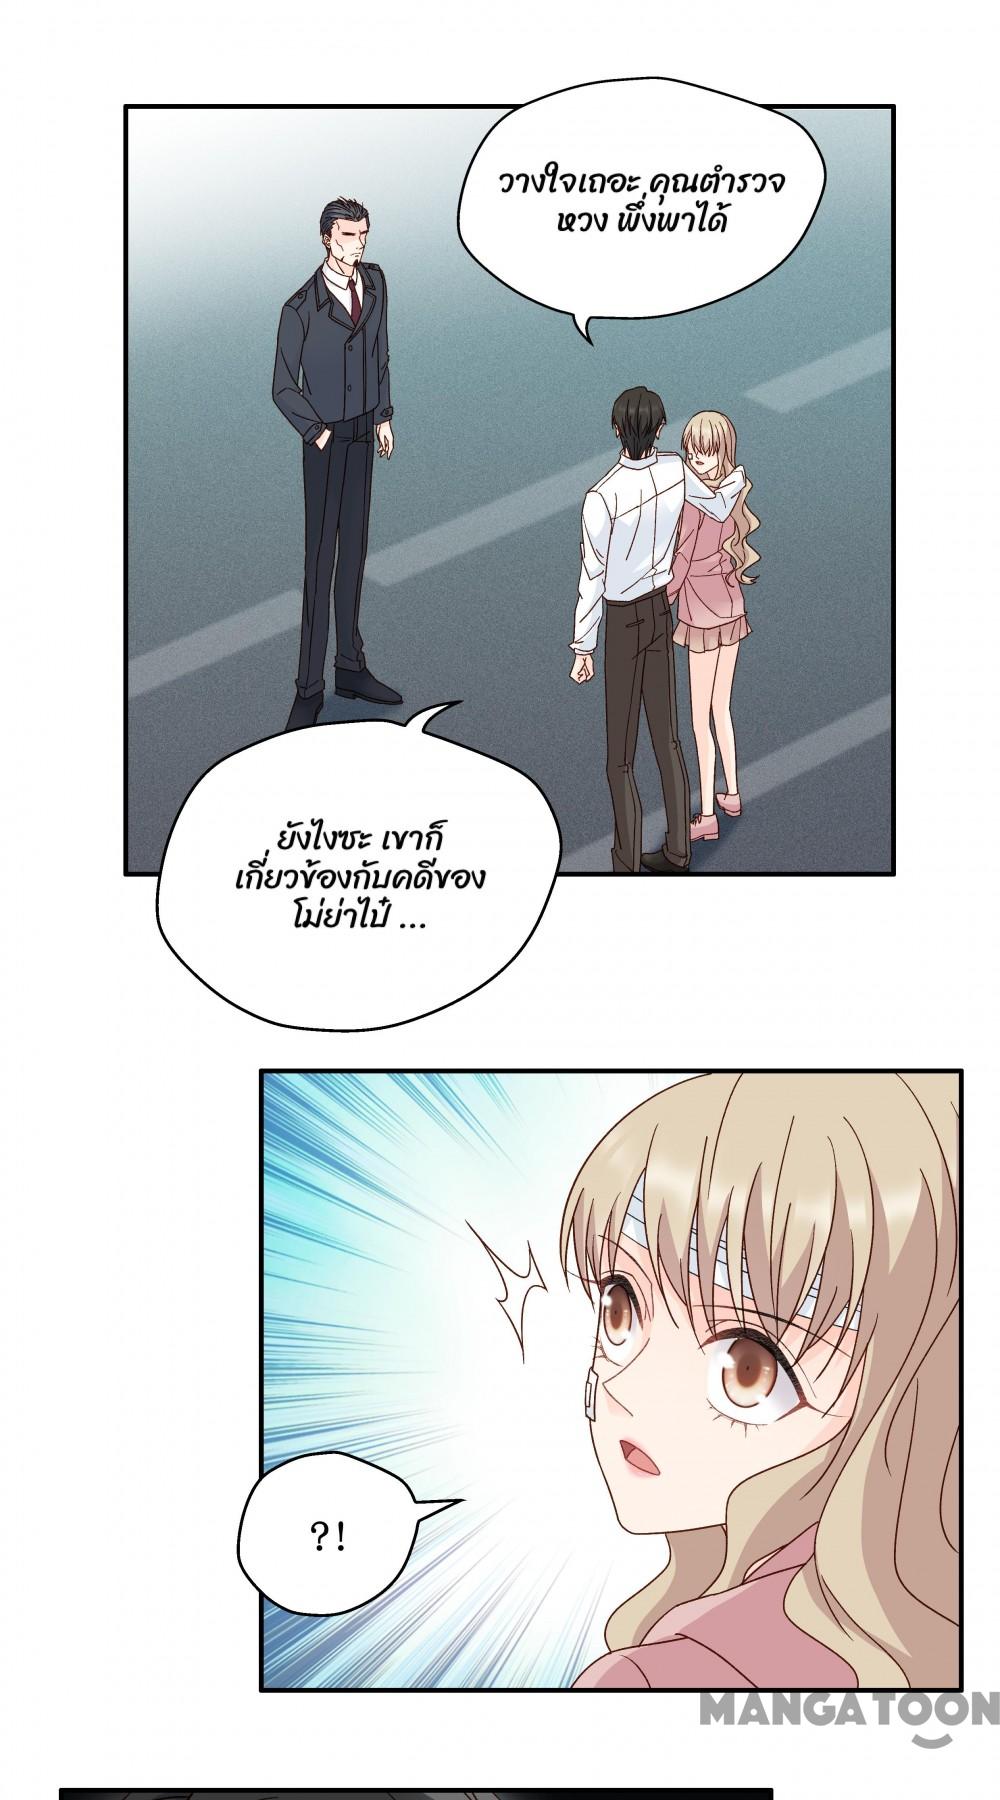 วางใจเถอะ คุณตำรวจ
หวง พึ่งพาได้
ยังไงซะ เขาก็
เกี่ยวข้องกับคดีของ
โม่ย่าไป๋ ...
?!
MANGATOON